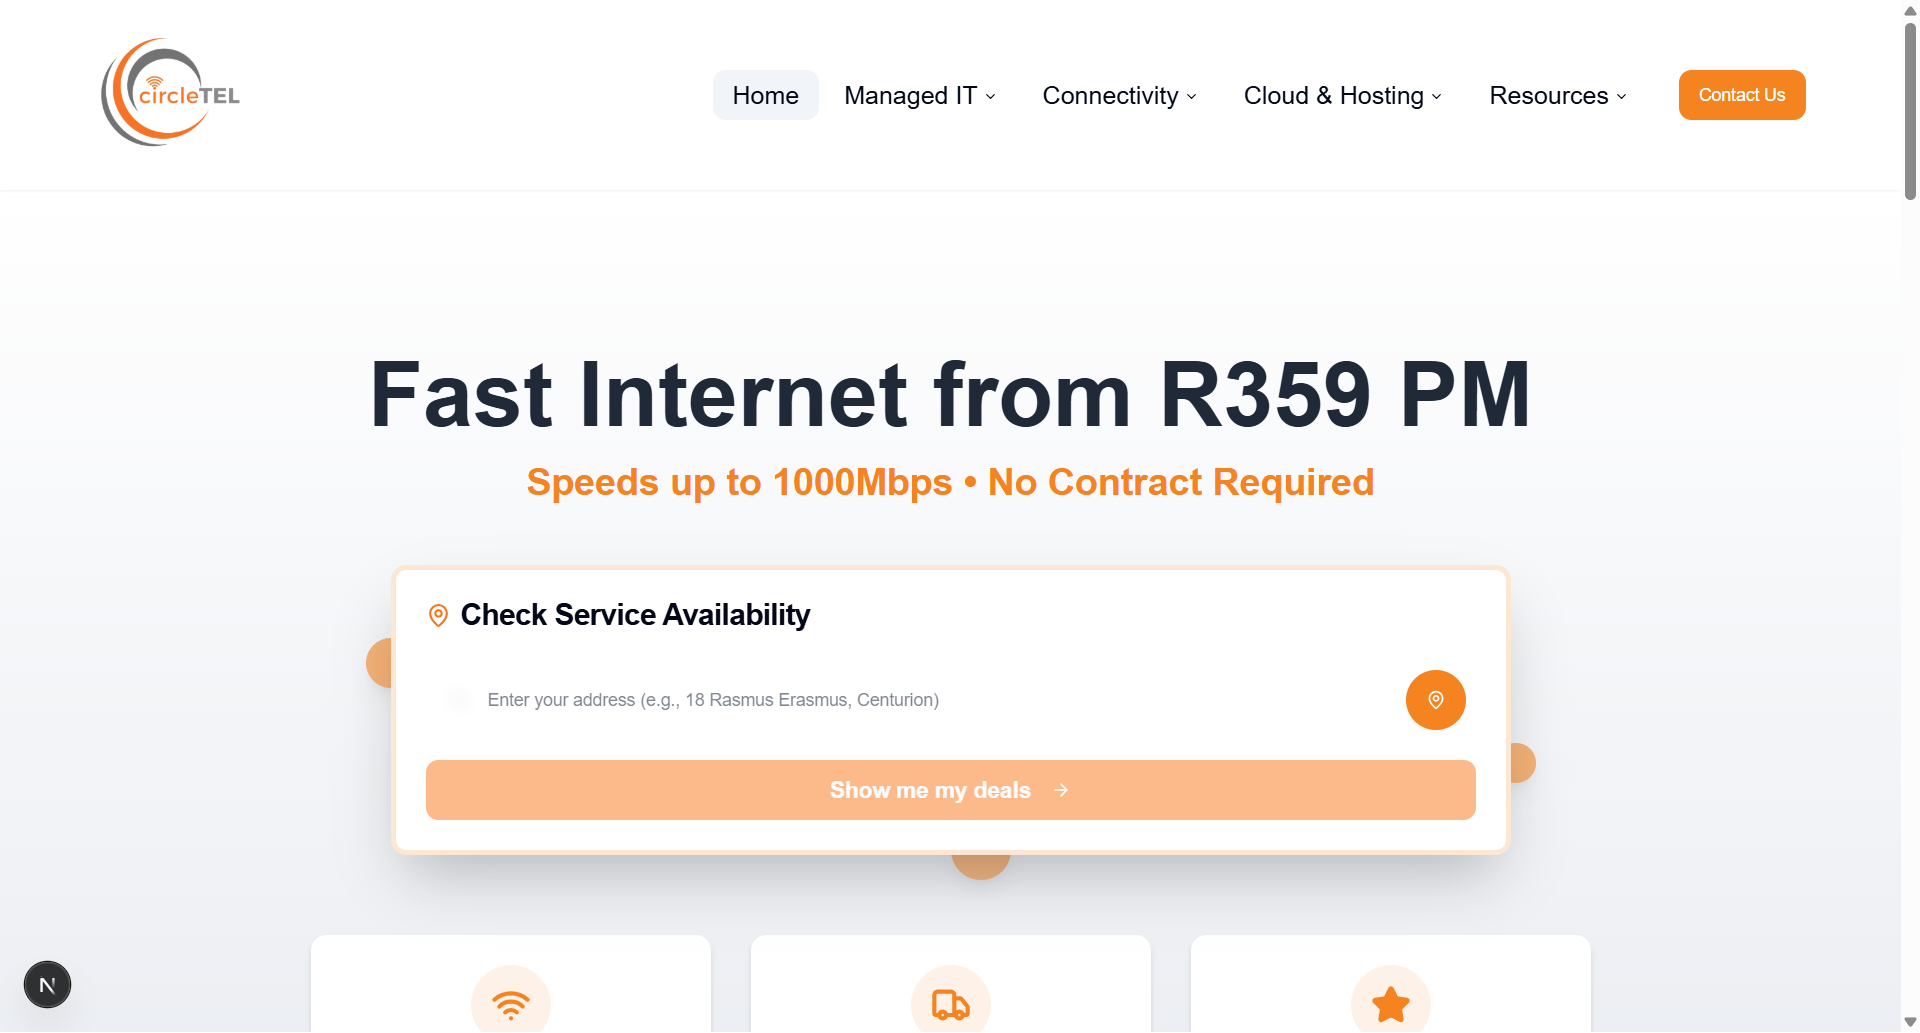 circleTEL
Home
Managed IT
Connectivity
Cloud & Hosting
Resources
Contact Us
Fast Internet from R359 PM
Speeds up to 1000Mbps • No Contract Required
Check Service Availability
Enter your address (e.g., 18 Rasmus Erasmus, Centurion)
Show me my deals →
N